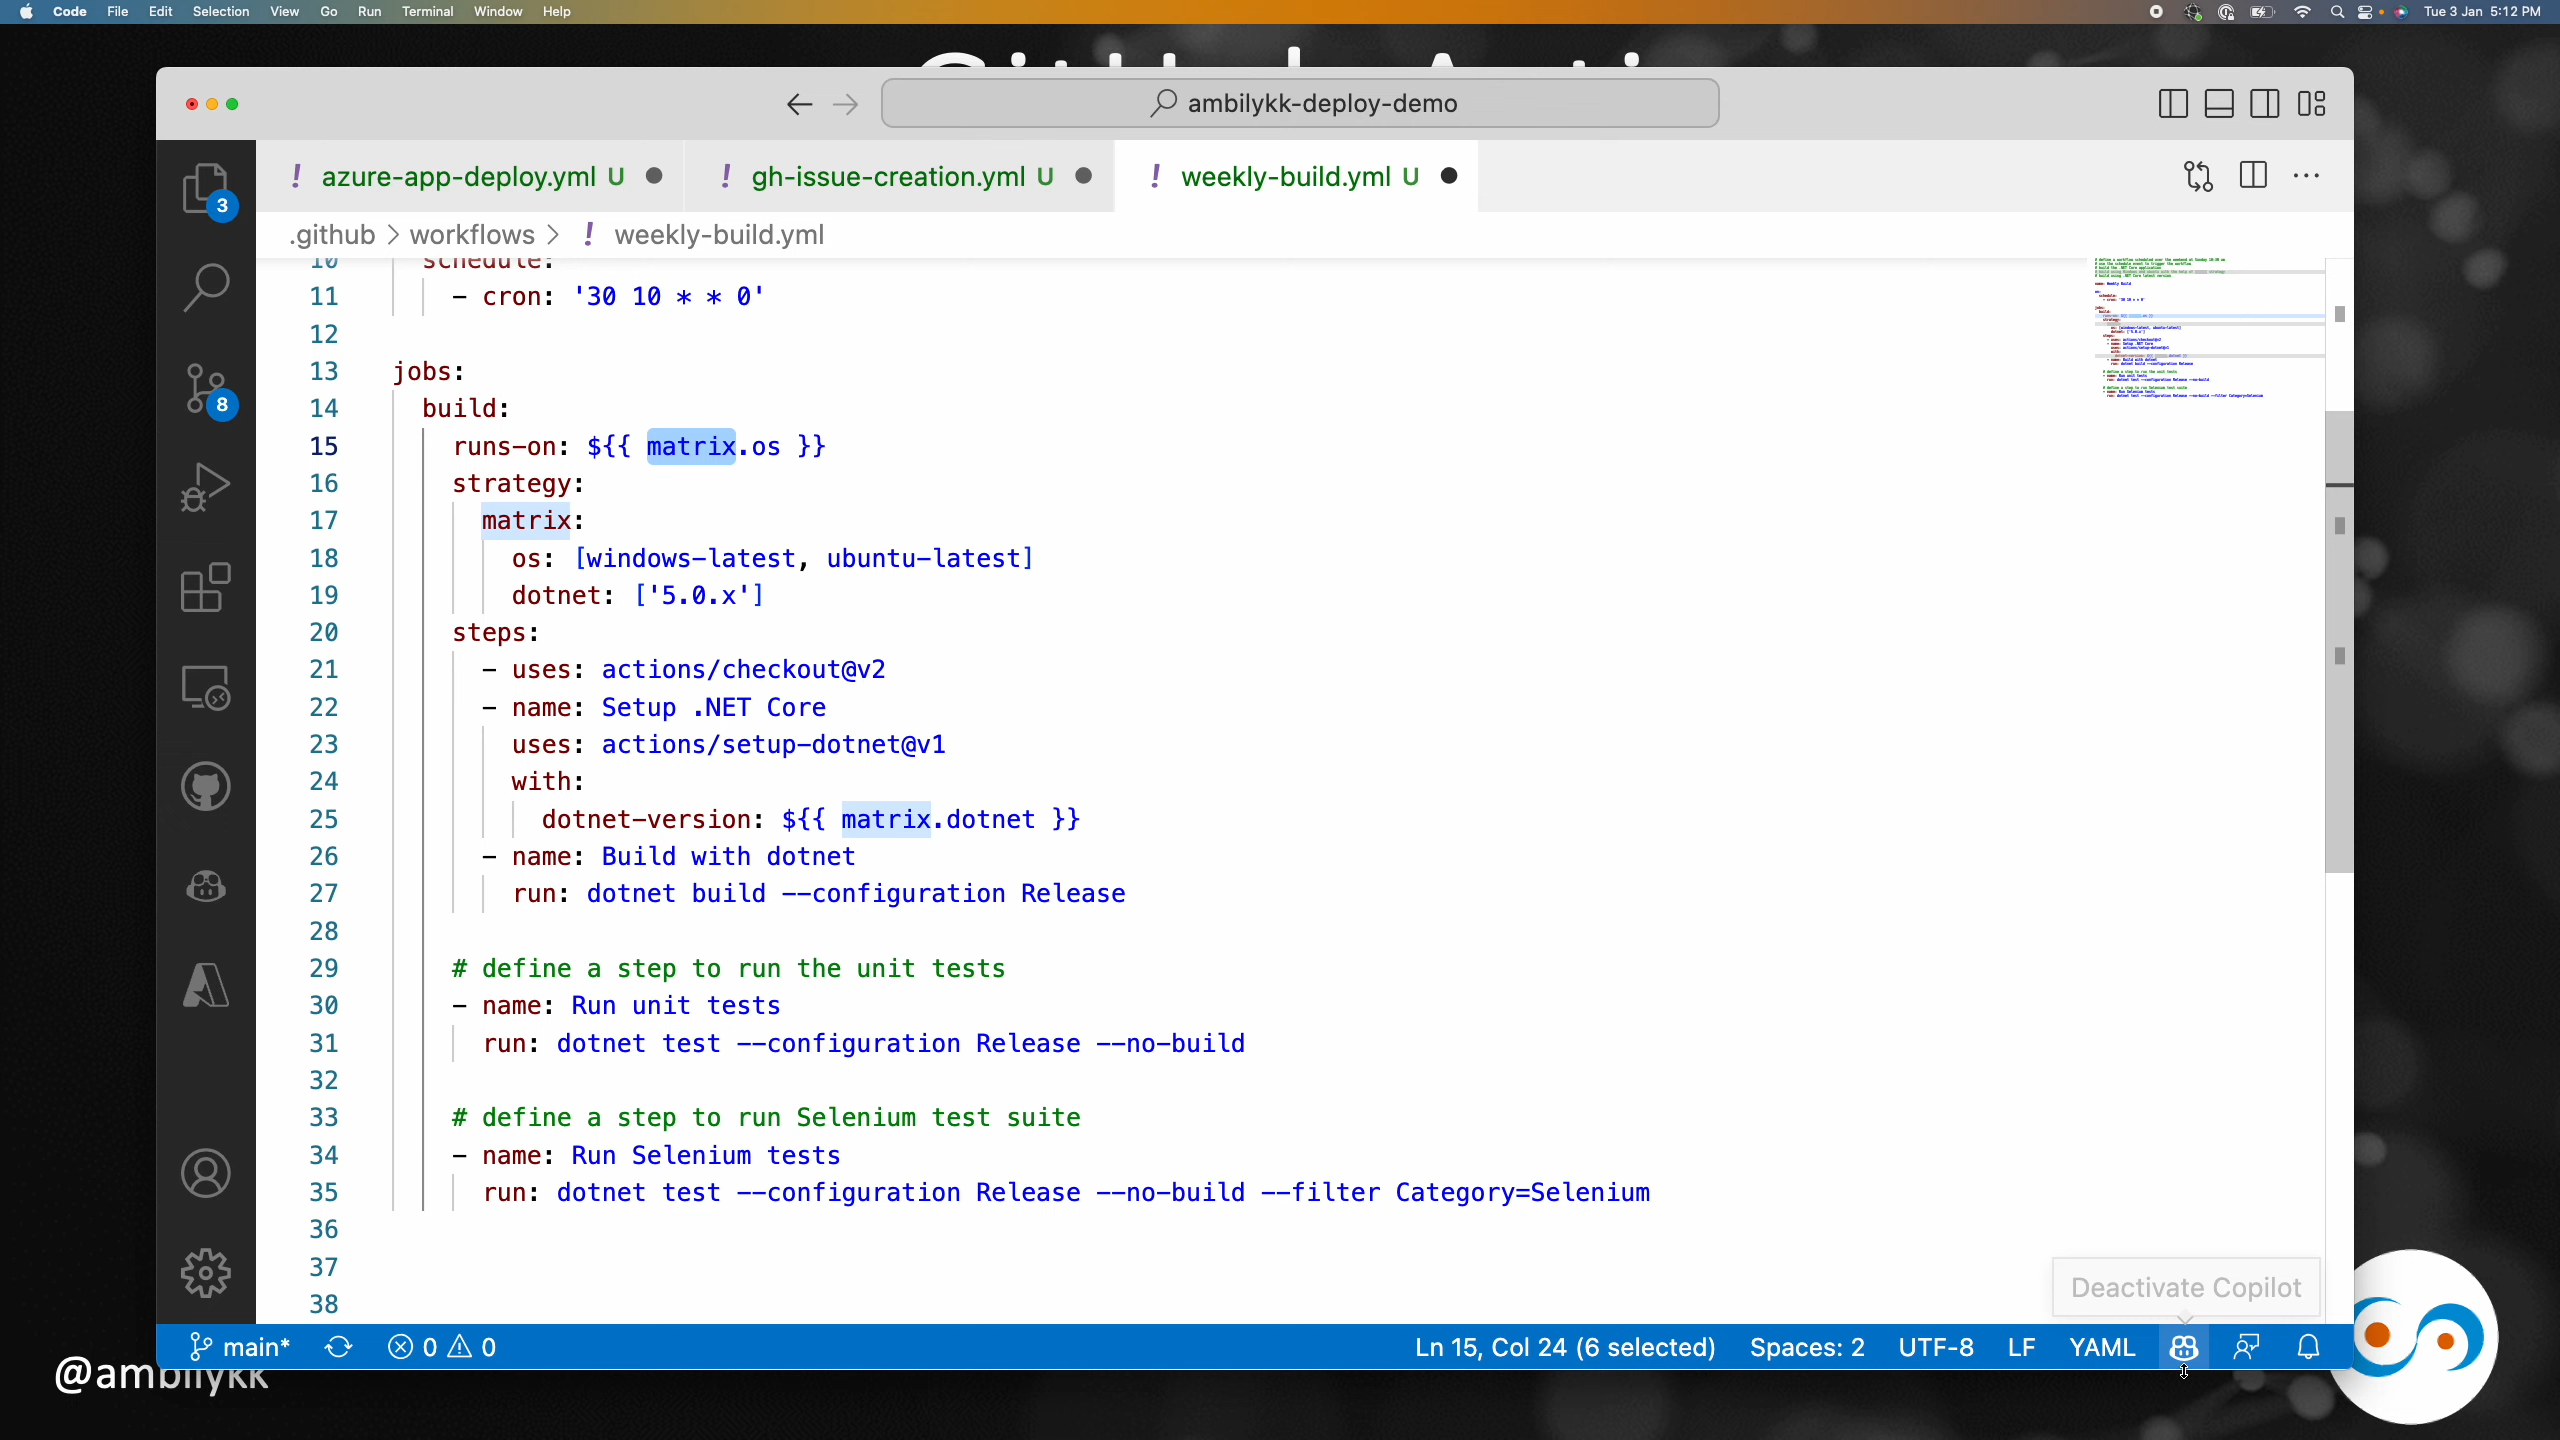 Code File Edit Selection View Go Run Terminal Window Help Tue 3 Jan 5:12 PM
ambilykk-deploy-demo
! azure-app-deploy.yml U ! gh-issue-creation.yml U ! weekly-build.yml U
.github > workflows > ! weekly-build.yml
10 schedule:
11 - cron: '30 10 * * 0'
12
13 jobs:
14 build:
15 runs-on: ${{ matrix.os }}
16 strategy:
17 matrix:
18 os: [windows-latest, ubuntu-latest]
19 dotnet: ['5.0.x']
20 steps:
21 - uses: actions/checkout@v2
22 - name: Setup .NET Core
23 uses: actions/setup-dotnet@v1
24 with:
25 dotnet-version: ${{ matrix.dotnet }}
26 - name: Build with dotnet
27 run: dotnet build --configuration Release
28
29 # define a step to run the unit tests
30 - name: Run unit tests
31 run: dotnet test --configuration Release --no-build
32
33 # define a step to run Selenium test suite
34 - name: Run Selenium tests
35 run: dotnet test --configuration Release --no-build --filter Category=Selenium
36
37
38
3
8
Deactivate Copilot
main* 0 0 Ln 15, Col 24 (6 selected) Spaces: 2 UTF-8 LF YAML
@ambilykk